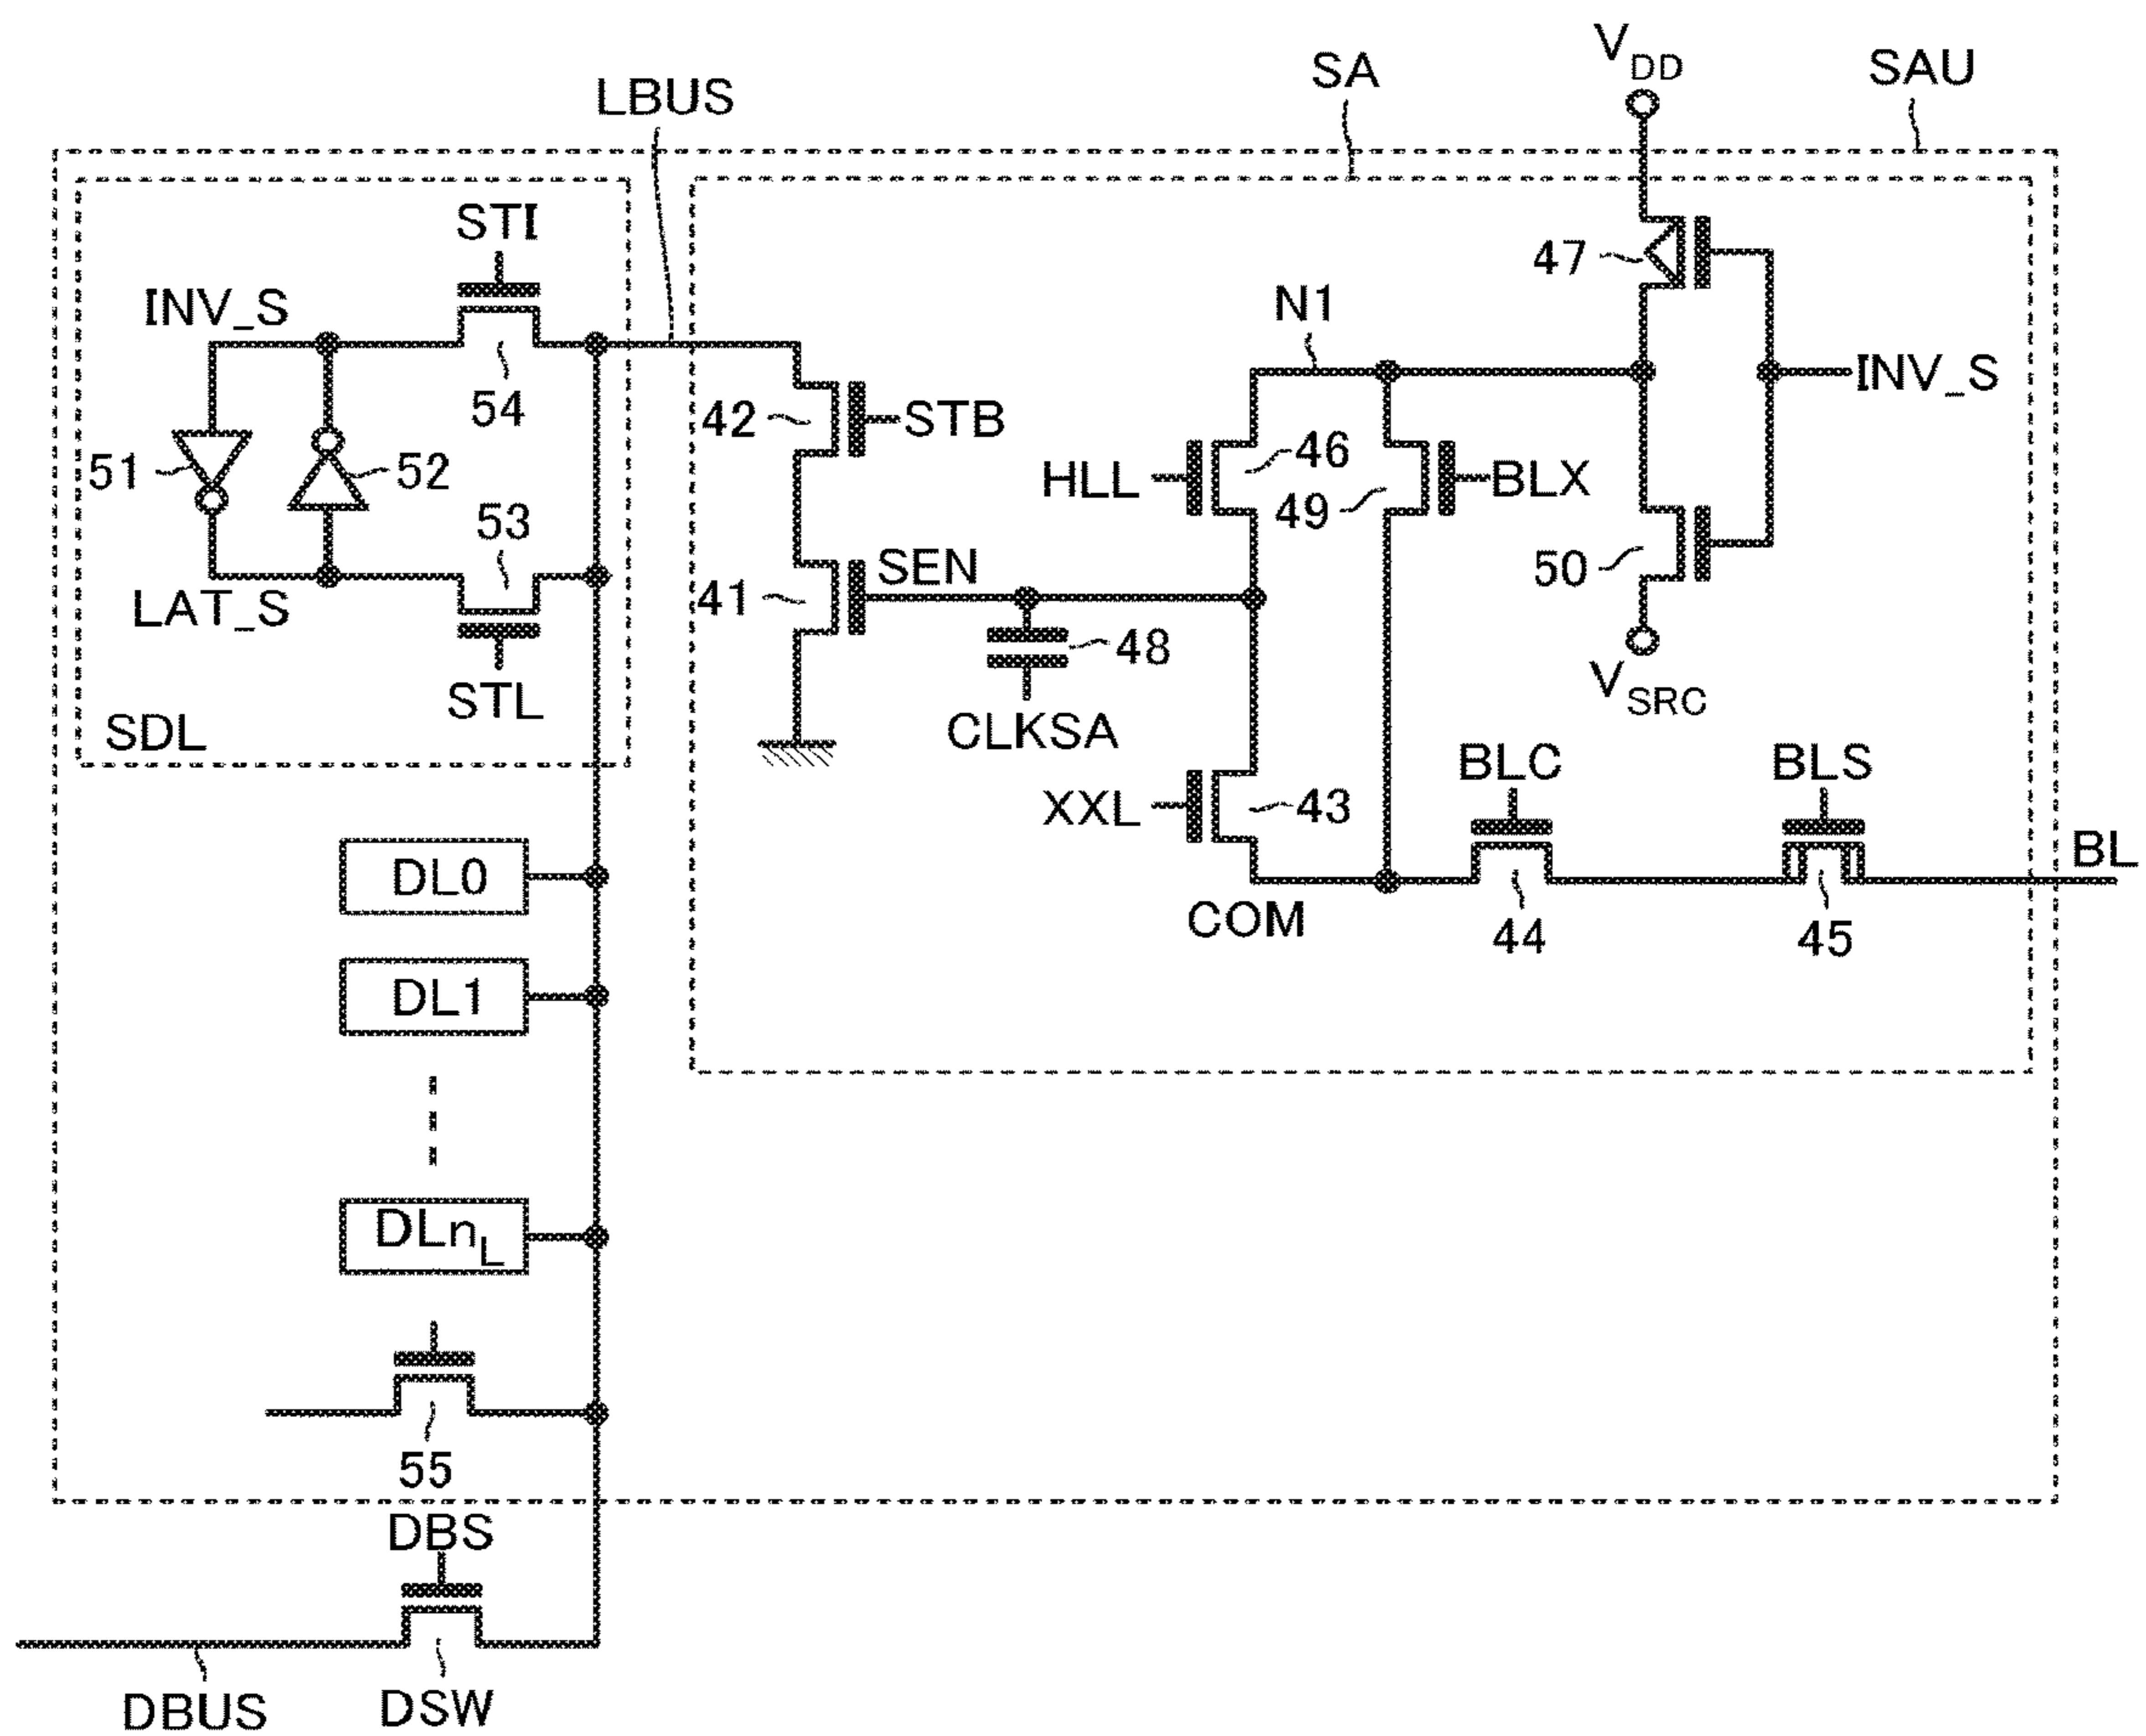 V_DD
SA
SAU
LBUS
STI
47
INV_S
N1
INV_S
54
42
STB
46
51
52
HLL
49
BLX
53
SEN
50
41
LAT_S
48
STL
V_SRC
SDL
CLKSA
BLC
BLS
XXL
43
BL
DL0
COM
44
45
DL1
DLn_L
55
DBS
DBUS
DSW